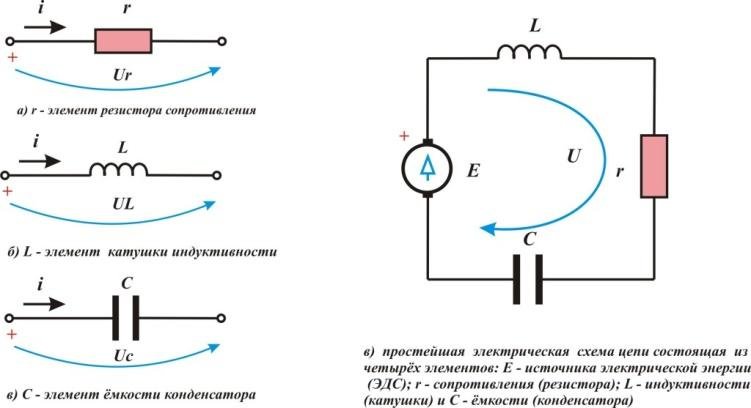 i
r
+
Ur
а) r - элемент резистора сопротивления
i
L
+
UL
б) L - элемент катушки индуктивности
i
C
+
Uc
в) С - элемент ёмкости конденсатора
L
+
E
U
r
C
в) простейшая электрическая схема цепи состоящая из
четырёх элементов: Е - источника электрической энергии
(ЭДС); r - сопротивления (резистора); L - индуктивности
(катушки) и С - ёмкости (конденсатора)